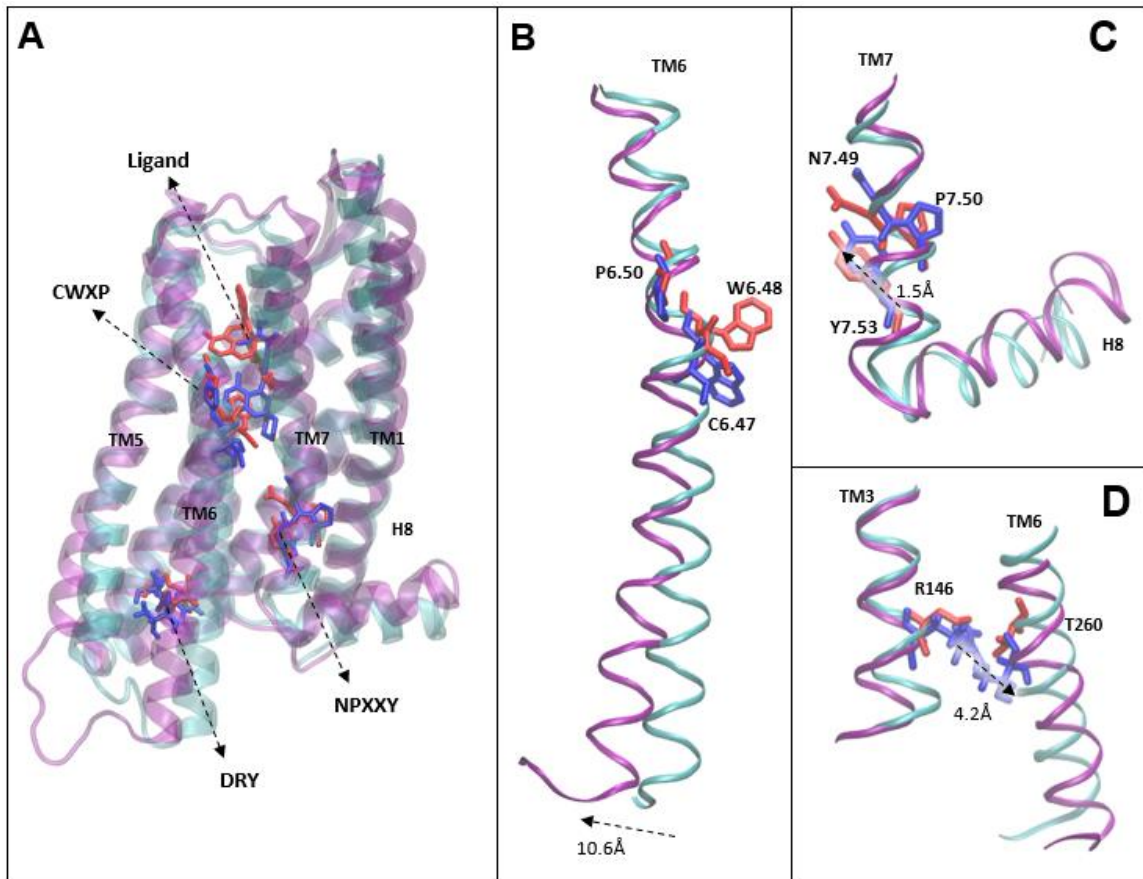 A
Ligand
CWXP
TM5
TM7
TM1
TM6
H8
NPXXY
DRY
B
TM6
P6.50
W6.48
C6.47
10.6Å
C
TM7
N7.49
P7.50
1.5Å
Y7.53
H8
D
TM3
TM6
R146
T260
4.2Å